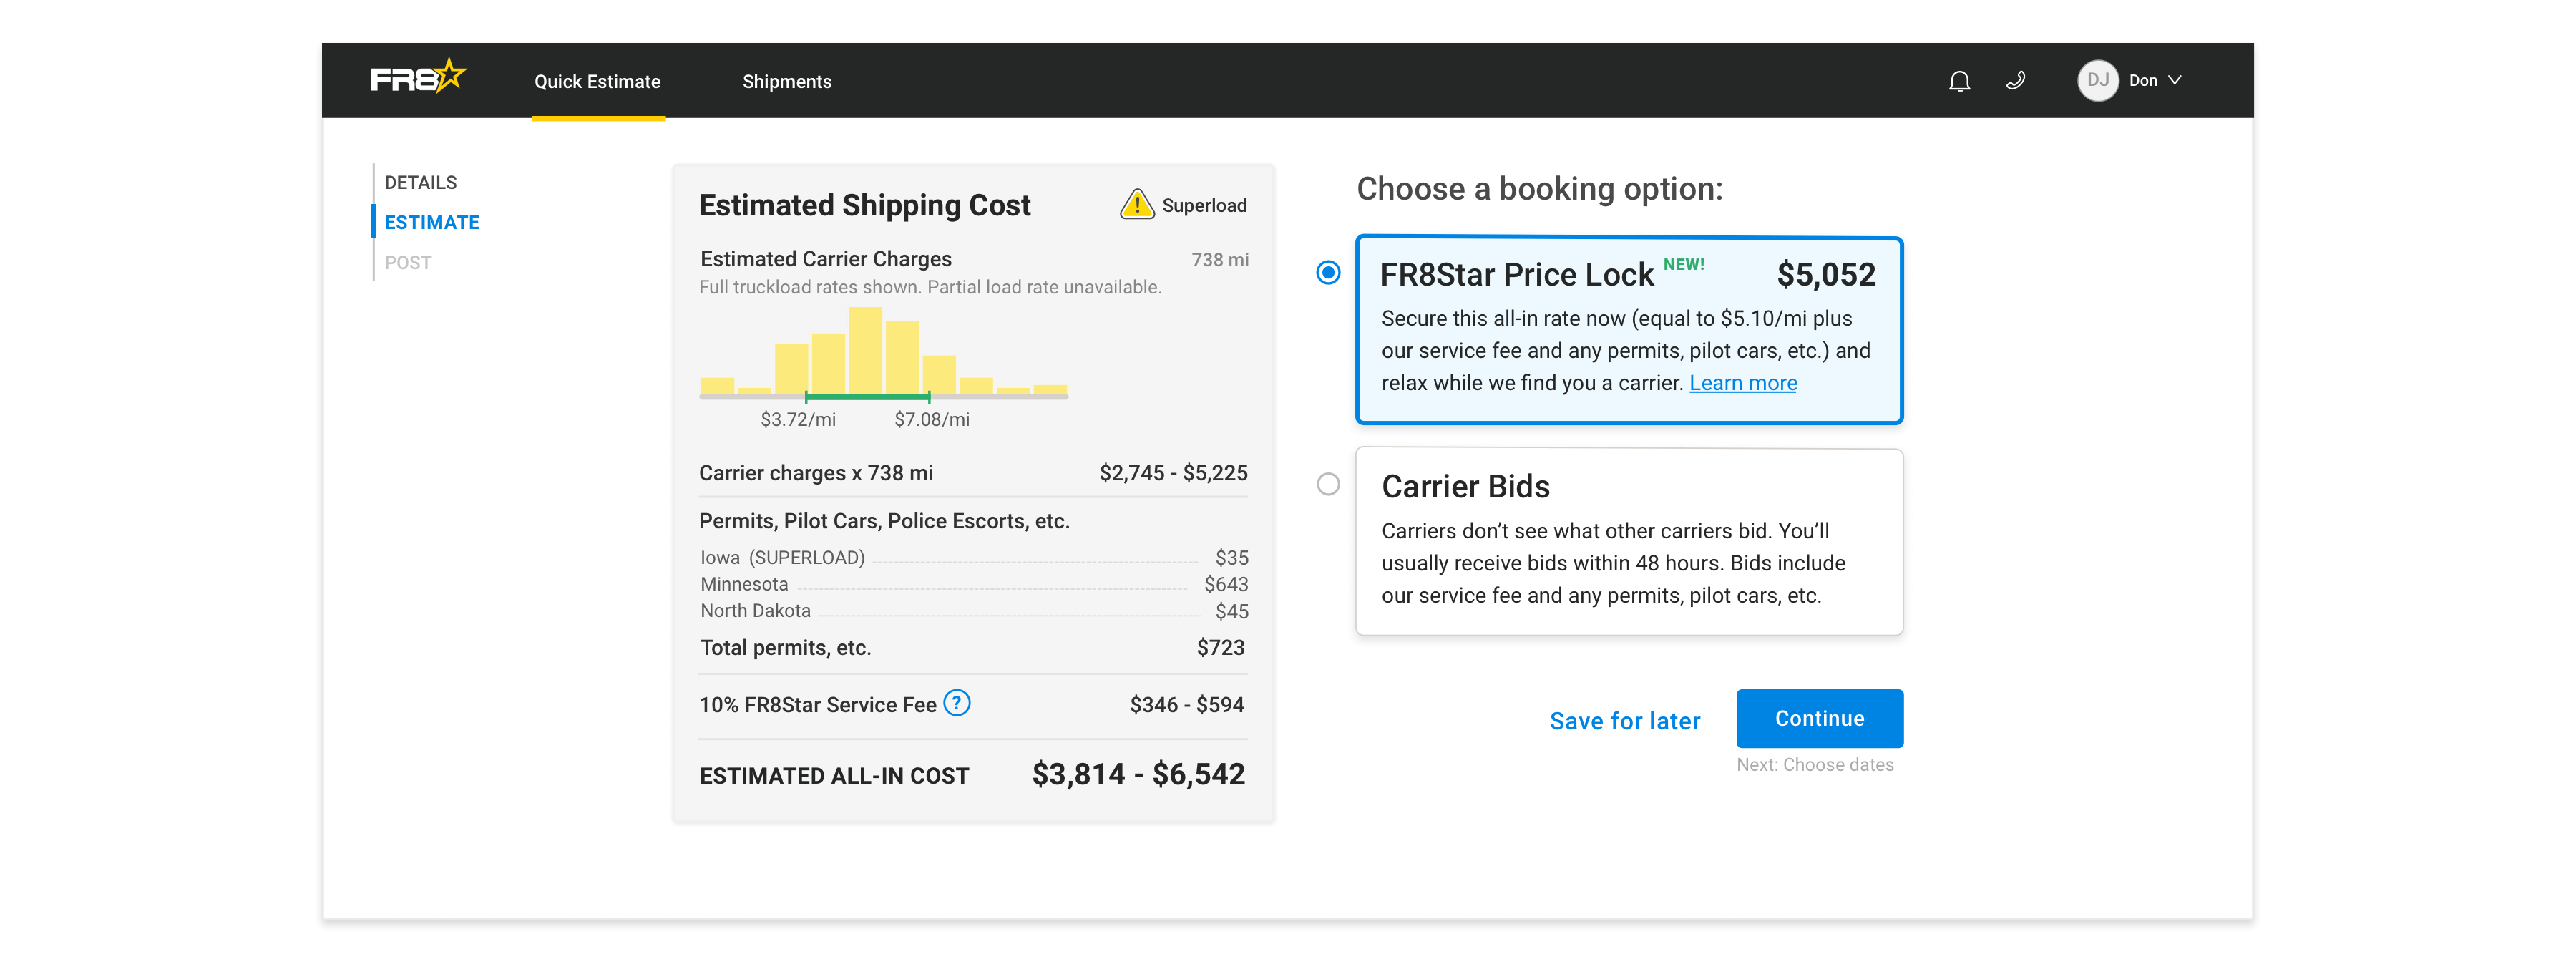 FR8
Quick Estimate
Shipments
DJ
Don
DETAILS
ESTIMATE
POST
Estimated Shipping Cost
! Superload
Estimated Carrier Charges
738 mi
Full truckload rates shown. Partial load rate unavailable.
$3.72/mi
$7.08/mi
Carrier charges x 738 mi
$2,745 - $5,225
Permits, Pilot Cars, Police Escorts, etc.
Iowa (SUPERLOAD) $35
Minnesota $643
North Dakota $45
Total permits, etc. $723
10% FR8Star Service Fee ? $346 - $594
ESTIMATED ALL-IN COST $3,814 - $6,542
Choose a booking option:
FR8Star Price Lock NEW! $5,052
Secure this all-in rate now (equal to $5.10/mi plus
our service fee and any permits, pilot cars, etc.) and
relax while we find you a carrier. Learn more
Carrier Bids
Carriers don’t see what other carriers bid. You’ll
usually receive bids within 48 hours. Bids include
our service fee and any permits, pilot cars, etc.
Save for later
Continue
Next: Choose dates